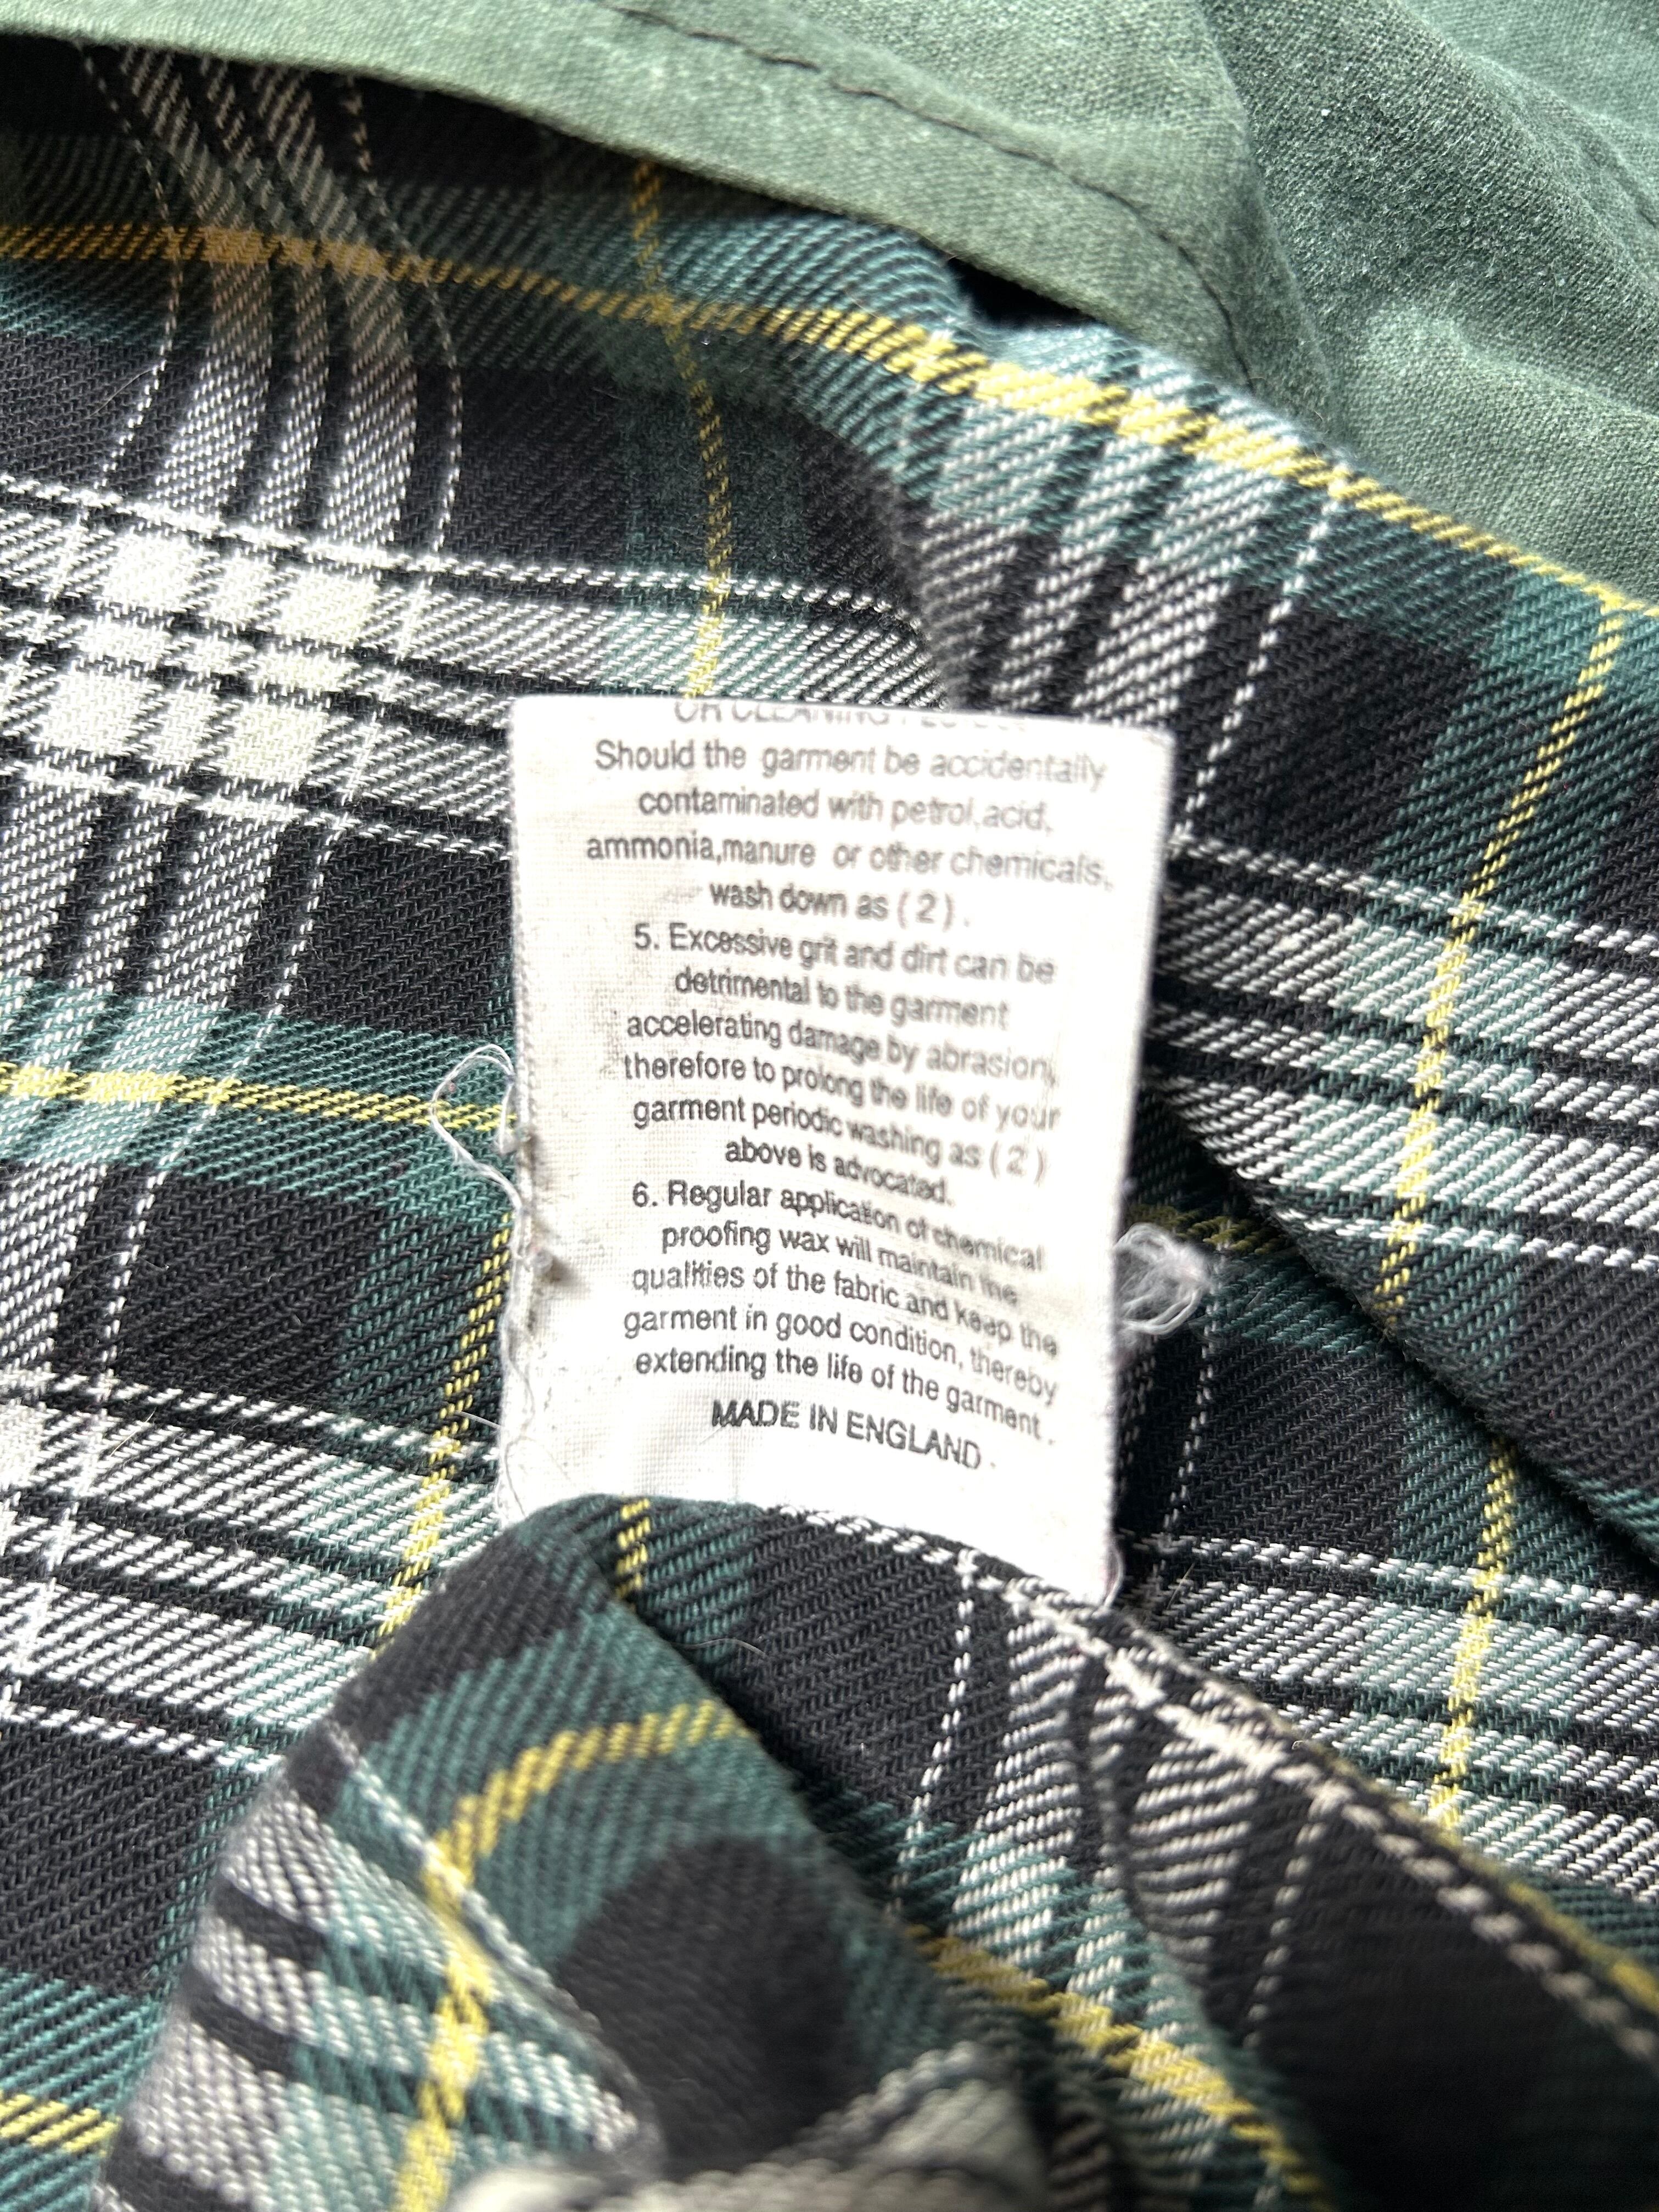 Should the garment be accidentally
contaminated with petrol,acid,
ammonia,manure or other chemicals,
wash down as ( 2 ) .
5. Excessive grit and dirt can be
detrimental to the garment
accelerating damage by abrasion,
therefore to prolong the life of your
garment periodic washing as ( 2 )
above is advocated.
6. Regular application of chemical
proofing wax will maintain the
qualities of the fabric and keep the
garment in good condition, thereby
extending the life of the garment .
MADE IN ENGLAND .